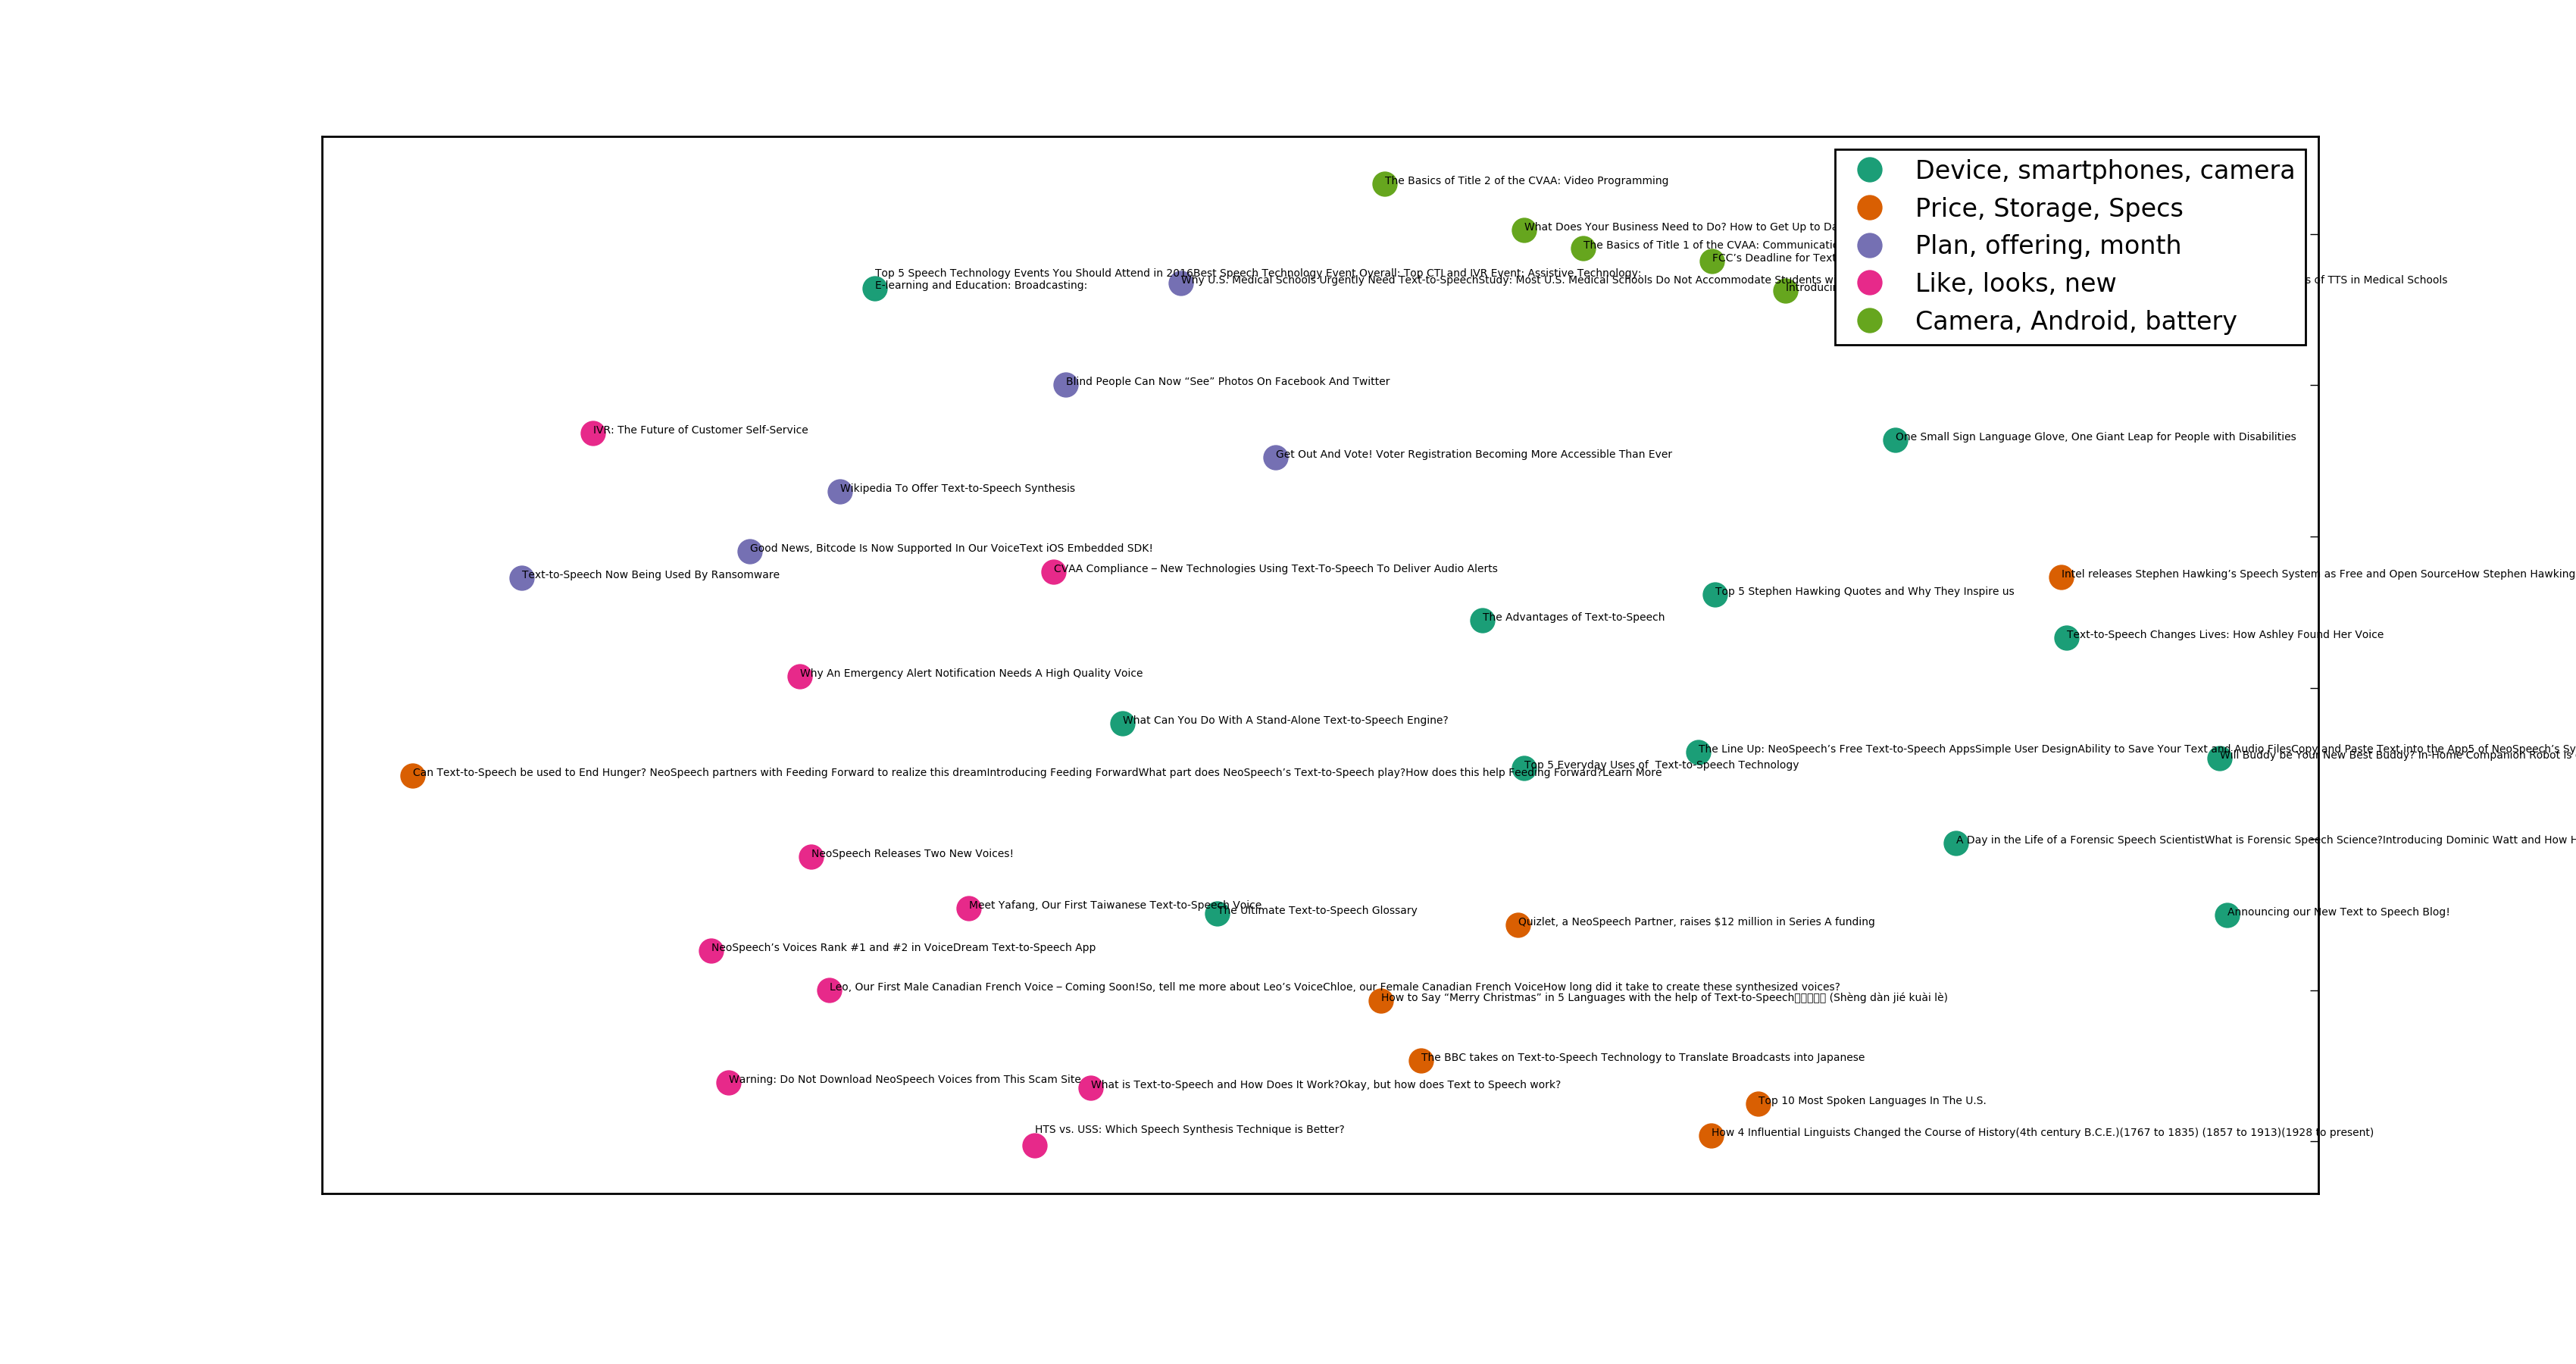 The Basics of Title 2 of the CVAA: Video Programming
Device, smartphones, camera
Price, Storage, Specs
Plan, offering, month
Like, looks, new
Camera, Android, battery
What Does Your Business Need to Do? How to Get Up to Da
The Basics of Title 1 of the CVAA: Communicatio
FCC’s Deadline for Text
Top 5 Speech Technology Events You Should Attend in 2016Best Speech Technology Event Overall: Top CTI and IVR Event: Assistive Technology:
E-learning and Education: Broadcasting:
Why U.S. Medical Schools Urgently Need Text-to-SpeechStudy: Most U.S. Medical Schools Do Not Accommodate Students w
s of TTS in Medical Schools
Introducin
Blind People Can Now “See” Photos On Facebook And Twitter
IVR: The Future of Customer Self-Service
One Small Sign Language Glove, One Giant Leap for People with Disabilities
Get Out And Vote! Voter Registration Becoming More Accessible Than Ever
Wikipedia To Offer Text-to-Speech Synthesis
Good News, Bitcode Is Now Supported In Our VoiceText iOS Embedded SDK!
CVAA Compliance – New Technologies Using Text-To-Speech To Deliver Audio Alerts
Text-to-Speech Now Being Used By Ransomware
Intel releases Stephen Hawking’s Speech System as Free and Open SourceHow Stephen Hawking
Top 5 Stephen Hawking Quotes and Why They Inspire us
The Advantages of Text-to-Speech
Text-to-Speech Changes Lives: How Ashley Found Her Voice
Why An Emergency Alert Notification Needs A High Quality Voice
What Can You Do With A Stand-Alone Text-to-Speech Engine?
The Line Up: NeoSpeech’s Free Text-to-Speech AppsSimple User DesignAbility to Save Your Text and Audio FilesCopy and Paste Text into the App5 of NeoSpeech’s Sy
Will Buddy be Your New Best Buddy? In-Home Companion Robot is
Top 5 Everyday Uses of  Text-to-Speech Technology
Can Text-to-Speech be used to End Hunger? NeoSpeech partners with Feeding Forward to realize this dreamIntroducing Feeding ForwardWhat part does NeoSpeech’s Text-to-Speech play?How does this help Feeding Forward?Learn More
A Day in the Life of a Forensic Speech ScientistWhat is Forensic Speech Science?Introducing Dominic Watt and How H
NeoSpeech Releases Two New Voices!
Meet Yafang, Our First Taiwanese Text-to-Speech Voice
The Ultimate Text-to-Speech Glossary
Announcing our New Text to Speech Blog!
Quizlet, a NeoSpeech Partner, raises $12 million in Series A funding
NeoSpeech’s Voices Rank #1 and #2 in VoiceDream Text-to-Speech App
Leo, Our First Male Canadian French Voice – Coming Soon!So, tell me more about Leo’s VoiceChloe, our Female Canadian French VoiceHow long did it take to create these synthesized voices?
How to Say “Merry Christmas” in 5 Languages with the help of Text-to-Speech (Shèng dàn jié kuài lè)
The BBC takes on Text-to-Speech Technology to Translate Broadcasts into Japanese
Warning: Do Not Download NeoSpeech Voices from This Scam Site
What is Text-to-Speech and How Does It Work?Okay, but how does Text to Speech work?
Top 10 Most Spoken Languages In The U.S.
HTS vs. USS: Which Speech Synthesis Technique is Better?
How 4 Influential Linguists Changed the Course of History(4th century B.C.E.)(1767 to 1835) (1857 to 1913)(1928 to present)